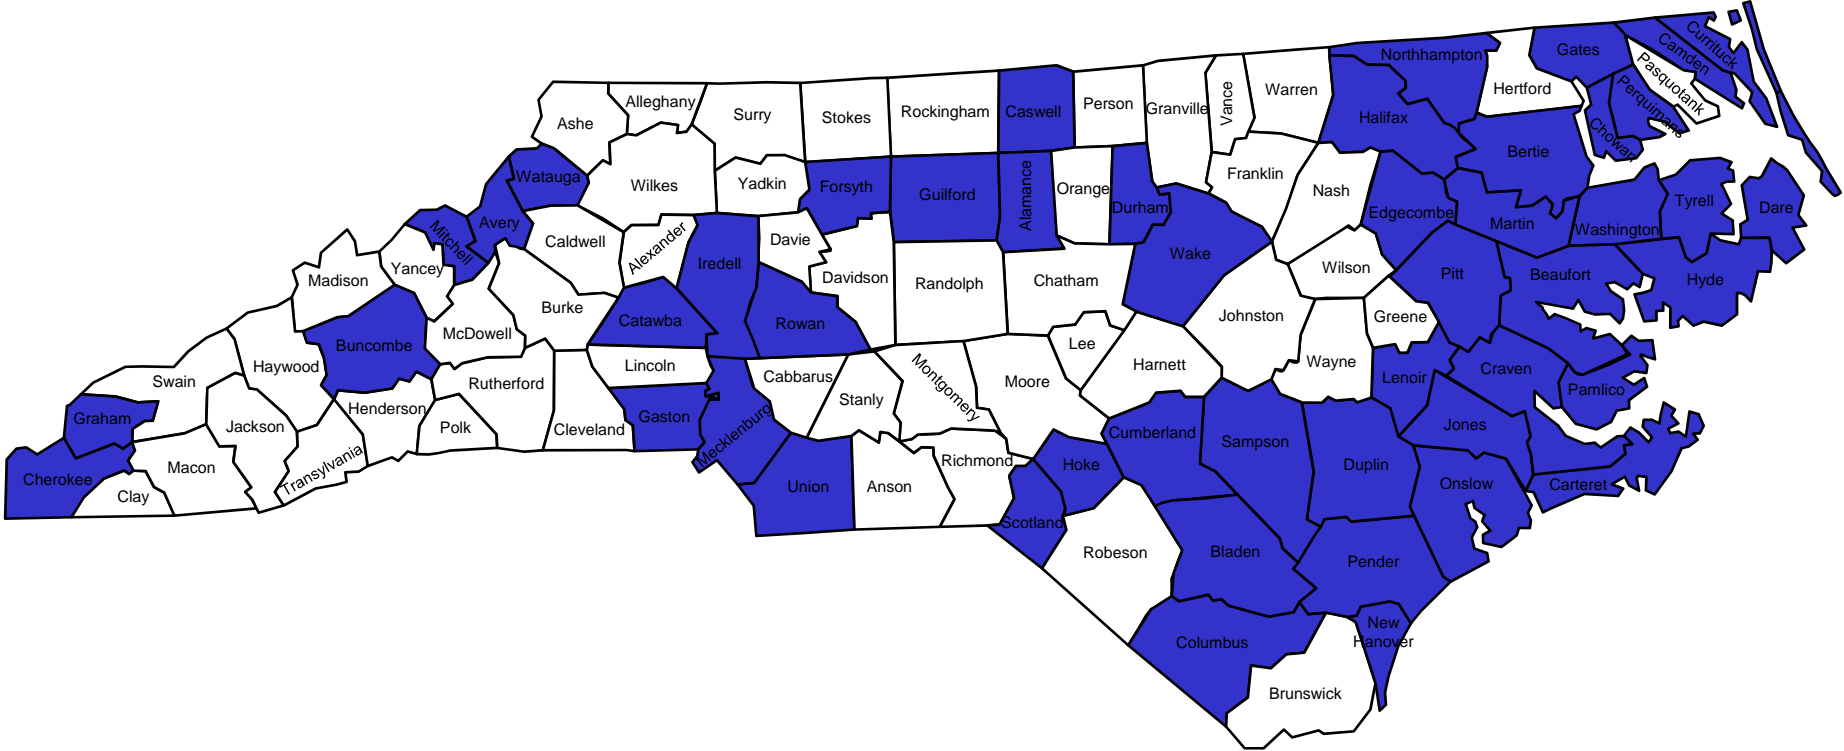 Northhampton
Gates
Currituck
Camden
Pasquotank
Perquimans
Chowan
Hertford
Alleghany
Ashe
Surry
Stokes
Rockingham
Caswell
Person
Granville
Vance
Warren
Halifax
Bertie
Watauga
Wilkes
Yadkin
Forsyth
Guilford
Alamance
Orange
Durham
Franklin
Nash
Edgecombe
Martin
Washington
Tyrrell
Dare
Mitchell
Avery
Caldwell
Alexander
Iredell
Davie
Davidson
Randolph
Chatham
Wake
Wilson
Pitt
Beaufort
Hyde
Madison
Yancey
Burke
Catawba
Rowan
Johnston
Greene
McDowell
Buncombe
Haywood
Lincoln
Lee
Harnett
Wayne
Lenoir
Craven
Pamlico
Swain
Graham
Jackson
Henderson
Rutherford
Polk
Cleveland
Gaston
Mecklenburg
Cabbarus
Stanly
Montgomery
Moore
Cumberland
Sampson
Duplin
Jones
Onslow
Carteret
Cherokee
Clay
Macon
Transylvania
Union
Anson
Richmond
Hoke
Scotland
Robeson
Bladen
Pender
Columbus
New
Hanover
Brunswick